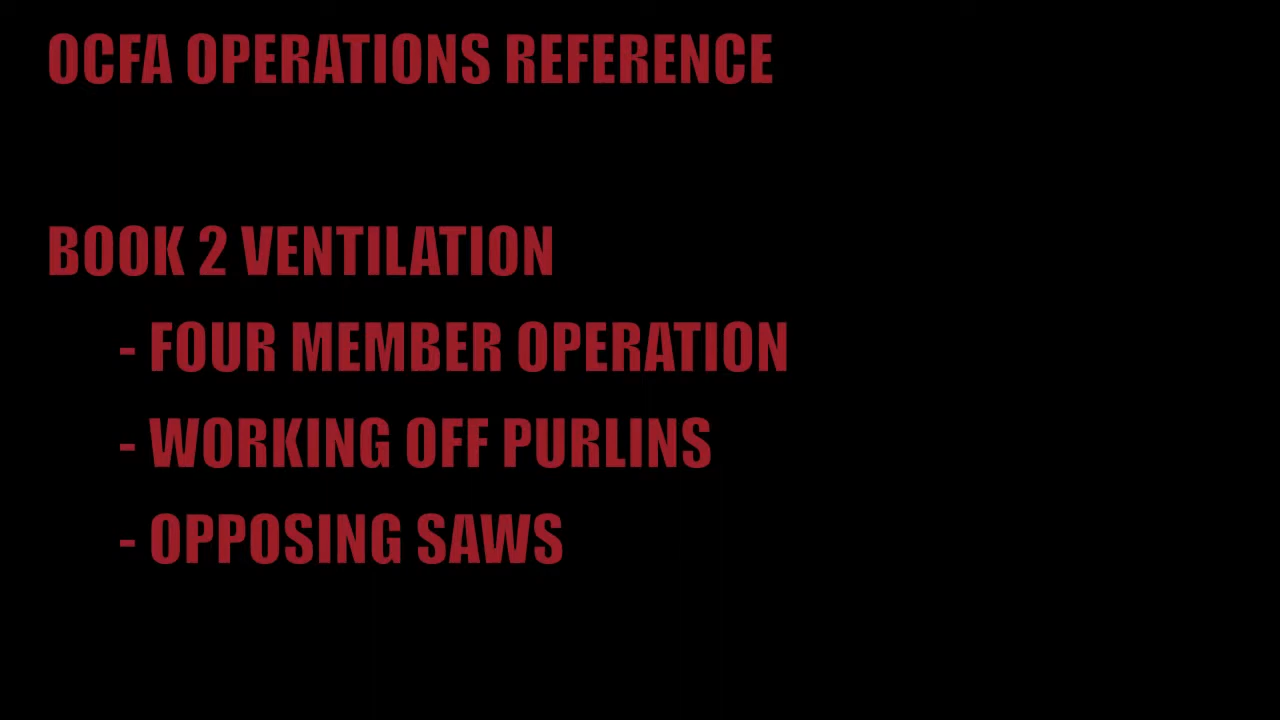 OCFA OPERATIONS REFERENCE
BOOK 2 VENTILATION
- FOUR MEMBER OPERATION
- WORKING OFF PURLINS
- OPPOSING SAWS